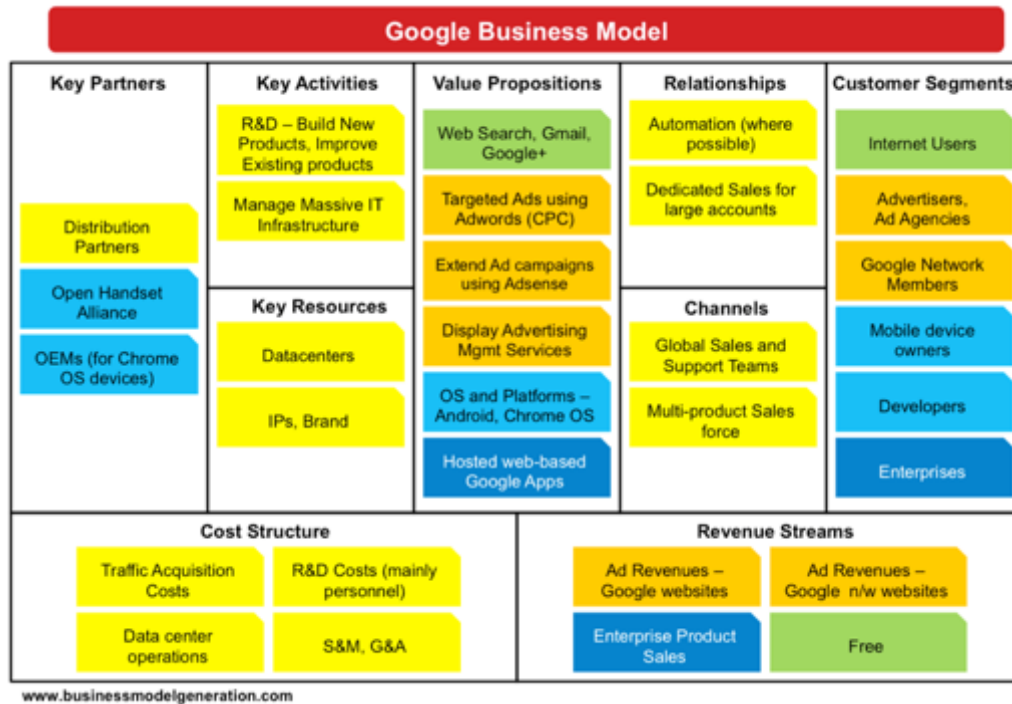 Google Business Model
Key Partners
Distribution
Partners
Open Handset
Alliance
OEMs (for Chrome
OS devices)
Key Activities
R&D – Build New
Products, Improve
Existing products
Manage Massive IT
Infrastructure
Key Resources
Datacenters
IPs, Brand
Value Propositions
Web Search, Gmail,
Google+
Targeted Ads using
Adwords (CPC)
Extend Ad campaigns
using Adsense
Display Advertising
Mgmt Services
OS and Platforms –
Android, Chrome OS
Hosted web-based
Google Apps
Relationships
Automation (where
possible)
Dedicated Sales for
large accounts
Channels
Global Sales and
Support Teams
Multi-product Sales
force
Customer Segments
Internet Users
Advertisers,
Ad Agencies
Google Network
Members
Mobile device
owners
Developers
Enterprises
Cost Structure
Traffic Acquisition
Costs
R&D Costs (mainly
personnel)
Data center
operations
S&M, G&A
Revenue Streams
Ad Revenues –
Google websites
Ad Revenues –
Google n/w websites
Enterprise Product
Sales
Free
www.businessmodelgeneration.com